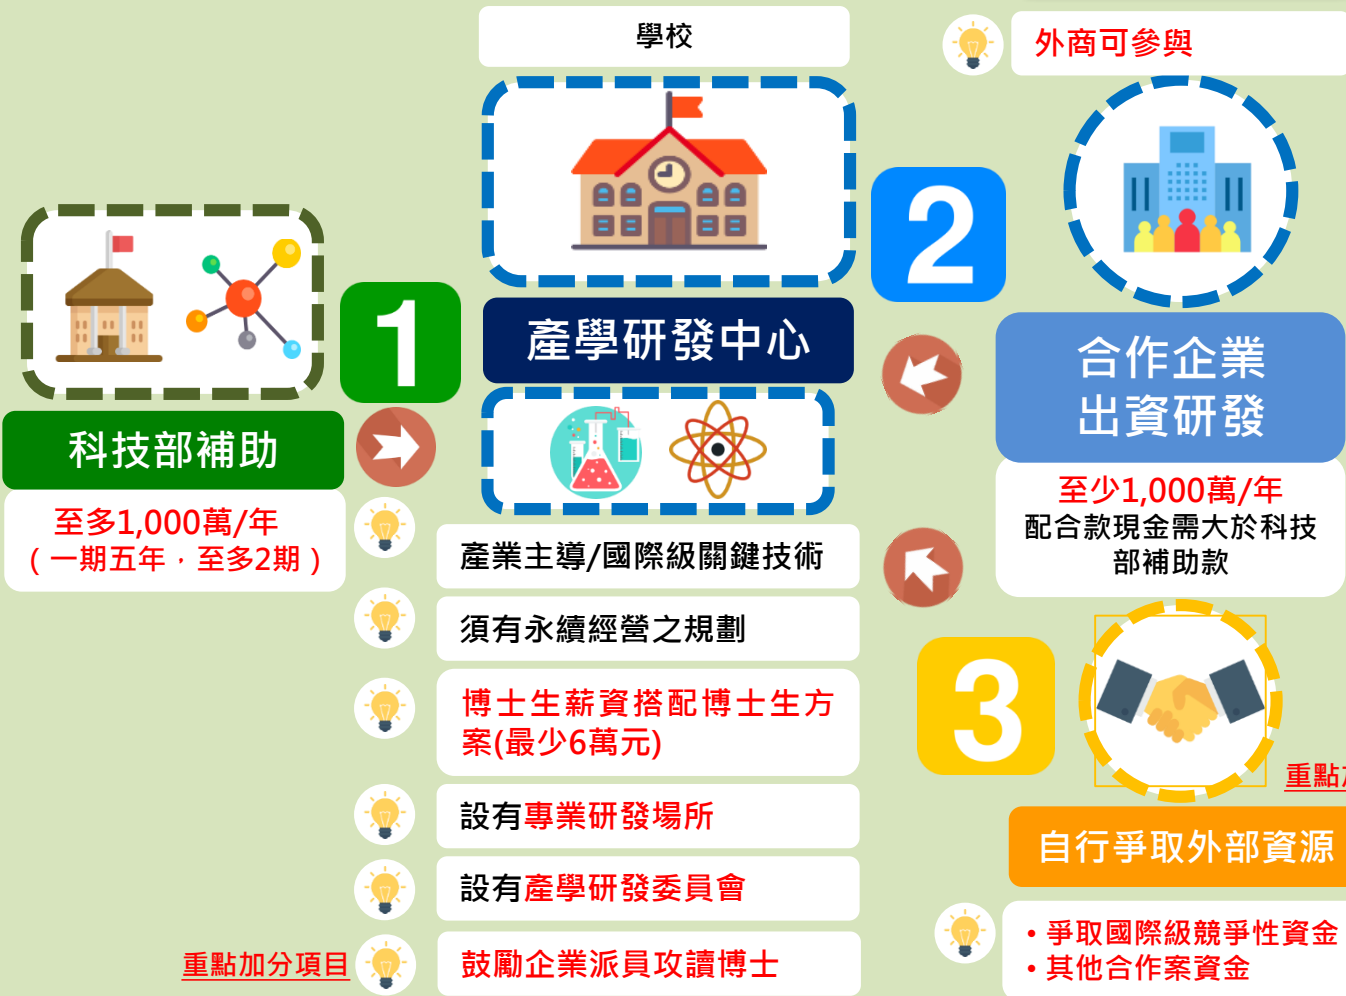 學校
外商可參與
2
1
產學研發中心
合作企業
出資研發
科技部補助
至多1,000萬/年
(一期五年，至多2期)
至少1,000萬/年
配合款現金需大於科技
部補助款
產業主導/國際級關鍵技術
須有永續經營之規劃
博士生薪資搭配博士生方
案(最少6萬元)
3
重點
設有專業研發場所
自行爭取外部資源
設有產學研發委員會
重點加分項目
鼓勵企業派員攻讀博士
• 爭取國際級競爭性資金
• 其他合作案資金